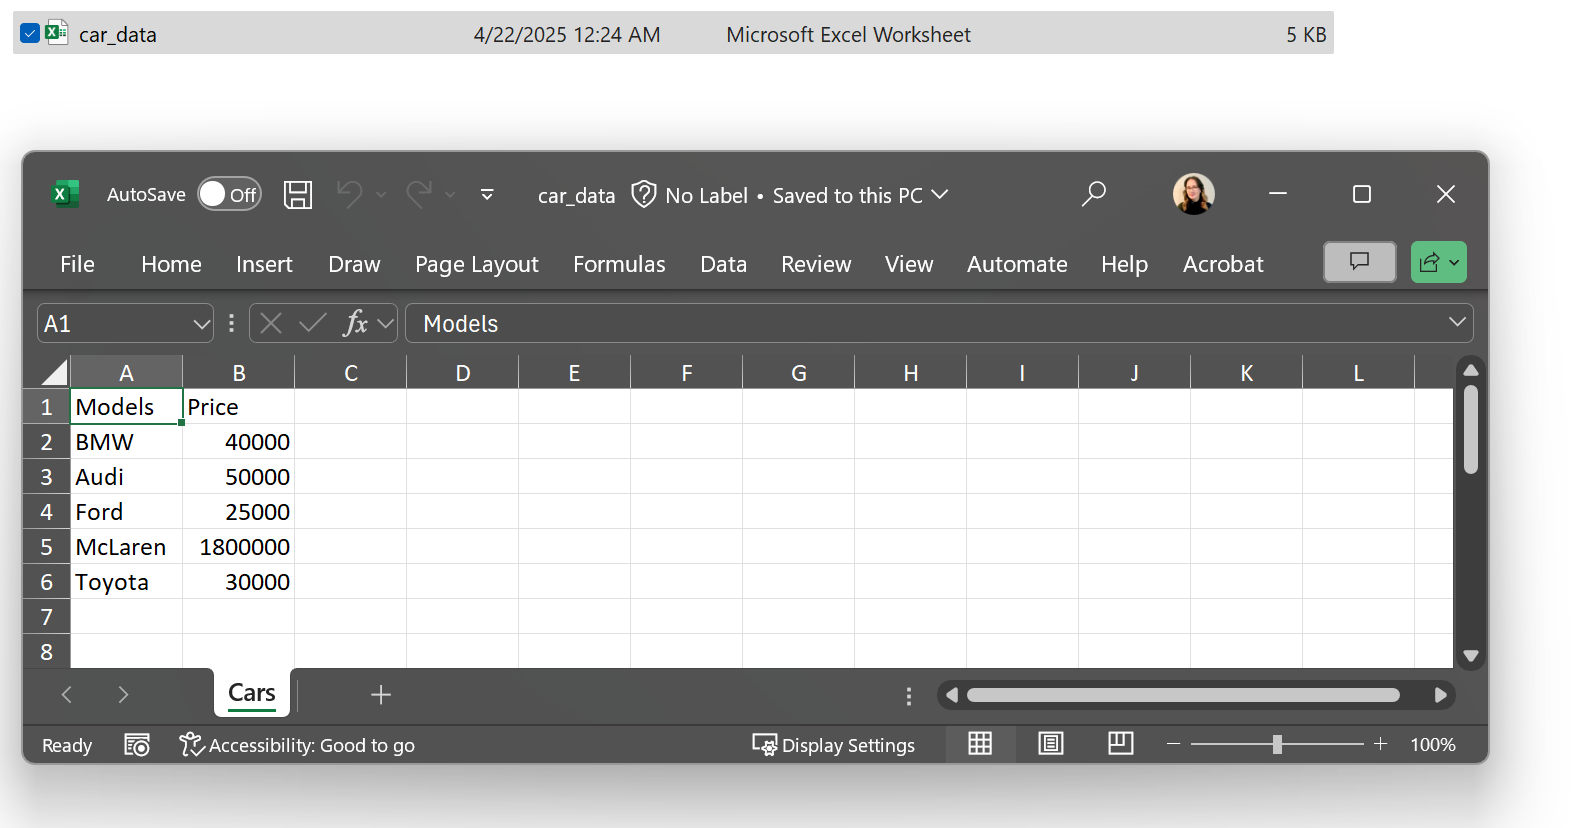 car_data 4/22/2025 12:24 AM Microsoft Excel Worksheet 5 KB
AutoSave Off car_data No Label • Saved to this PC
File Home Insert Draw Page Layout Formulas Data Review View Automate Help Acrobat
A1 fx Models
A B C D E F G H I J K L
1 Models Price
2 BMW 40000
3 Audi 50000
4 Ford 25000
5 McLaren 1800000
6 Toyota 30000
7
8
Cars
Ready Accessibility: Good to go Display Settings 100%